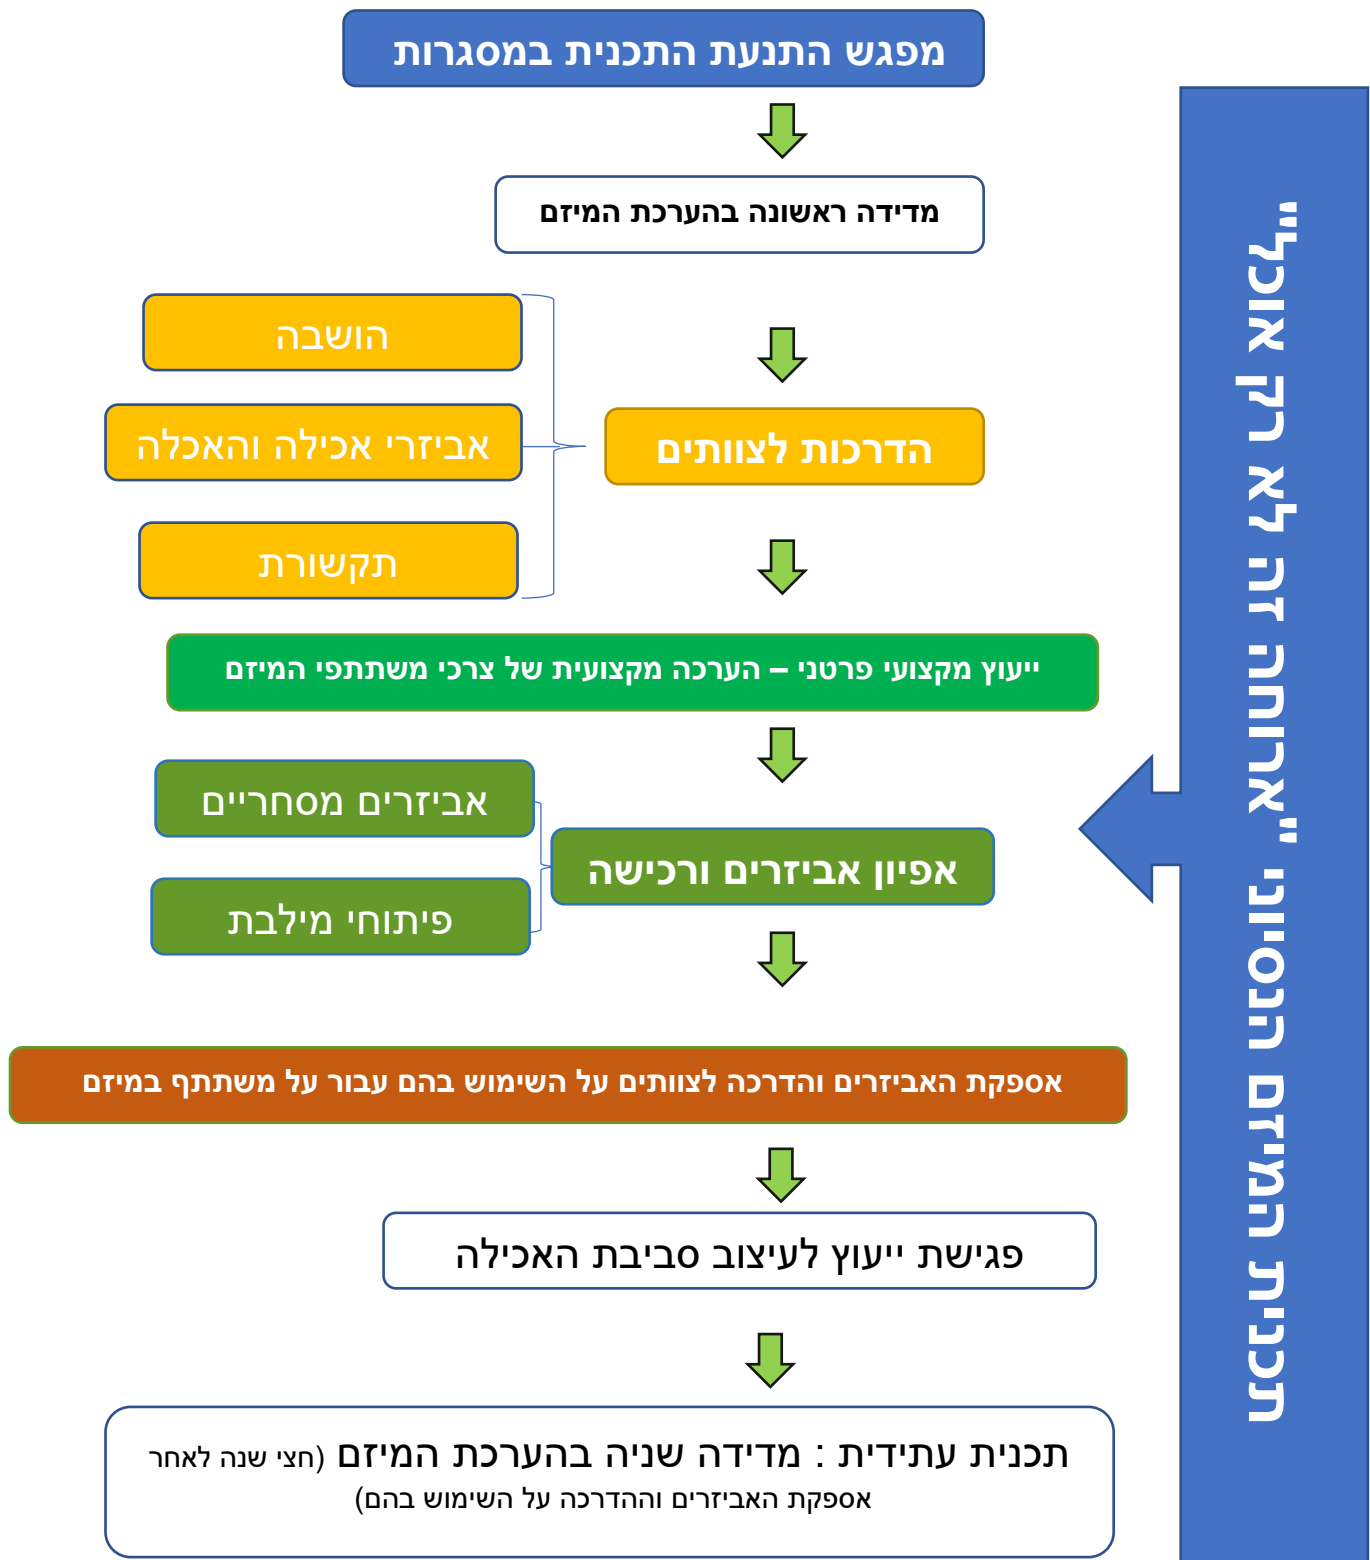 מפגש התנעת התכנית במסגרות
מדידה ראשונה בהערכת המיזם
הדרכות לצוותים
הושבה
אביזרי אכילה והאכלה
תקשורת
ייעוץ מקצועי פרטני – הערכה מקצועית של צרכי משתתפי המיזם
אפיון אביזרים ורכישה
אביזרים מסחריים
פיתוחי מילבת
אספקת האביזרים והדרכה לצוותים על השימוש בהם עבור על משתתף במיזם
פגישת ייעוץ לעיצוב סביבת האכילה
תכנית עתידית : מדידה שניה בהערכת המיזם (חצי שנה לאחר
אספקת האביזרים וההדרכה על השימוש בהם)
תכנית המיזם הנסיוני "ארוחה זה לא רק אוכל"